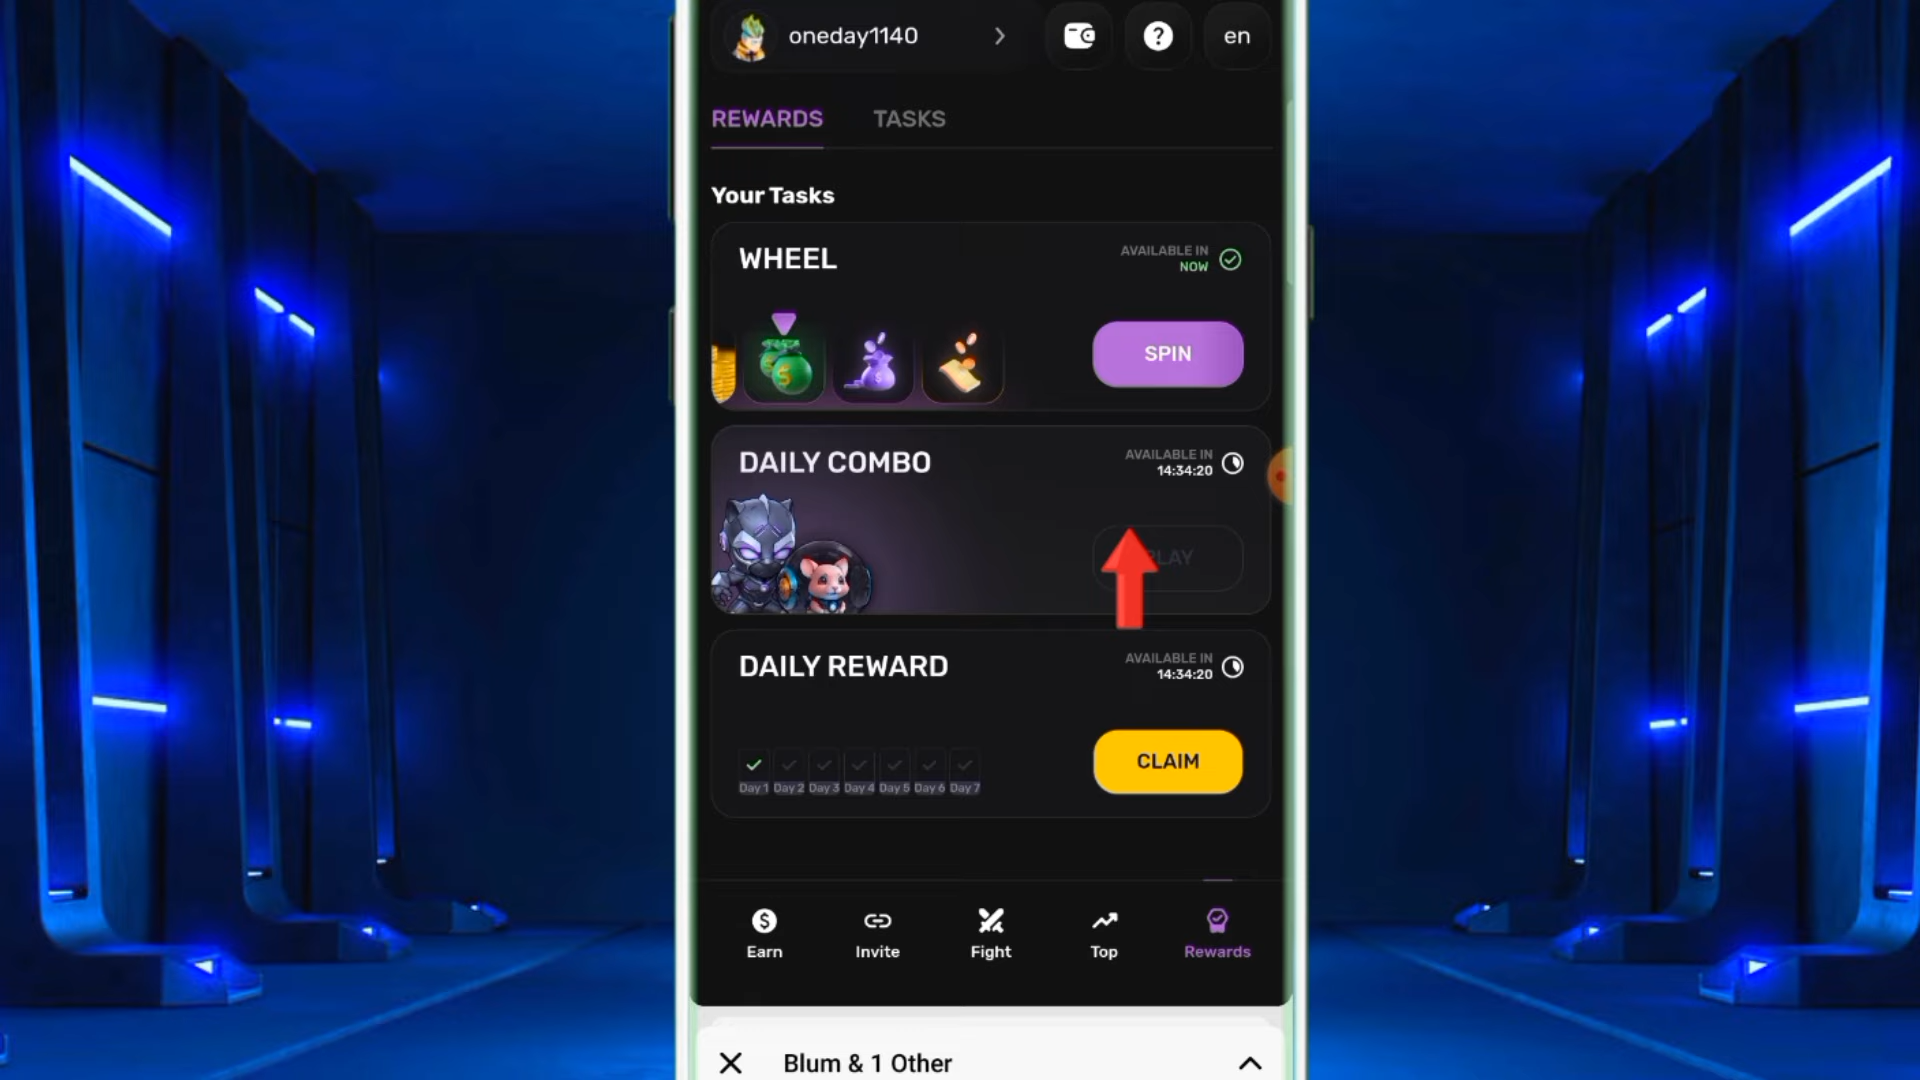 oneday1140
en
REWARDS TASKS
Your Tasks
WHEEL
AVAILABLE IN
NOW
SPIN
DAILY COMBO
AVAILABLE IN
14:34:20
PLAY
DAILY REWARD
AVAILABLE IN
14:34:20
CLAIM
Day 1 Day 2 Day 3 Day 4 Day 5 Day 6 Day 7
Earn Invite Fight Top Rewards
Blum & 1 Other